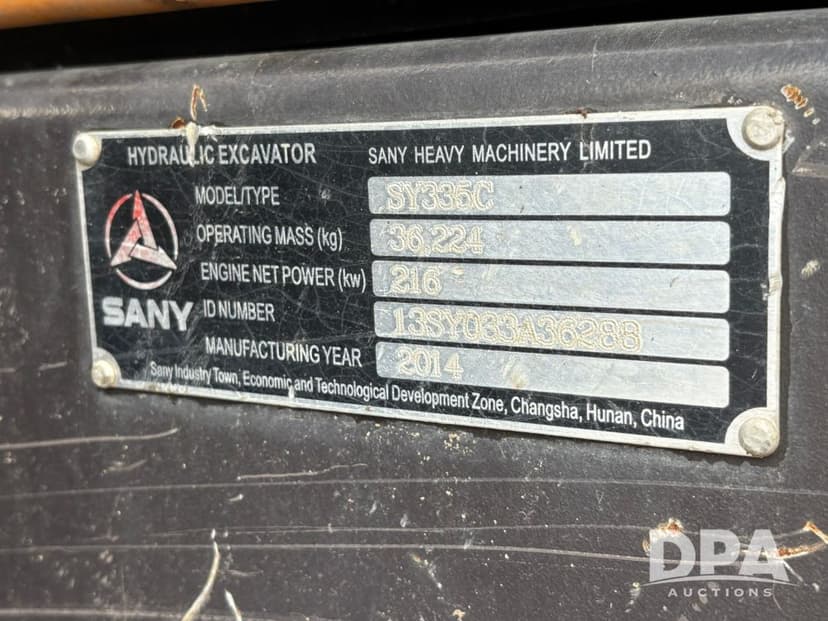 HYDRAULIC EXCAVATOR SANY HEAVY MACHINERY LIMITED
MODEL/TYPE SY335C
OPERATING MASS (kg) 36,224
ENGINE NET POWER (kw) 216
ID NUMBER 13SY033A36288
MANUFACTURING YEAR 2014
SANY
Sany Industry Town, Economic and Technological Development Zone, Changsha, Hunan, China
DPA
AUCTIONS